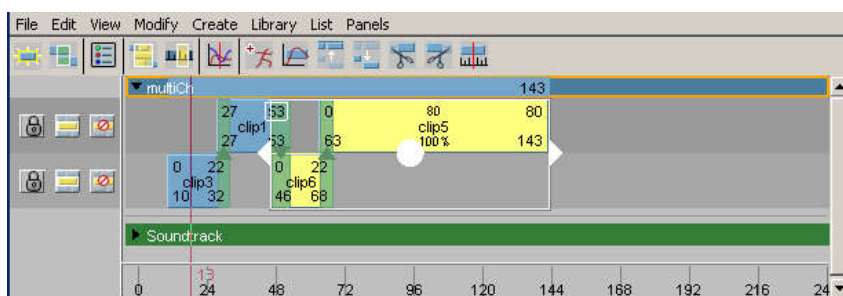 File Edit View Modify Create Library List Panels
multiCh 143
27 53 0 80 80
clip1 clip5
27 53 63 100 % 143
0 22 0 22
clip3 clip6
10 32 46 68
Soundtrack
13
0 24 48 72 96 120 144 168 192 216 24